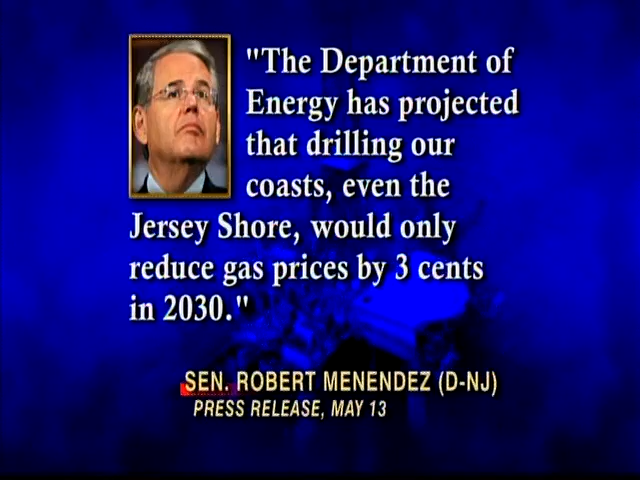 "The Department of
Energy has projected
that drilling our
coasts, even the
Jersey Shore, would only
reduce gas prices by 3 cents
in 2030."
SEN. ROBERT MENENDEZ (D-NJ)
PRESS RELEASE, MAY 13